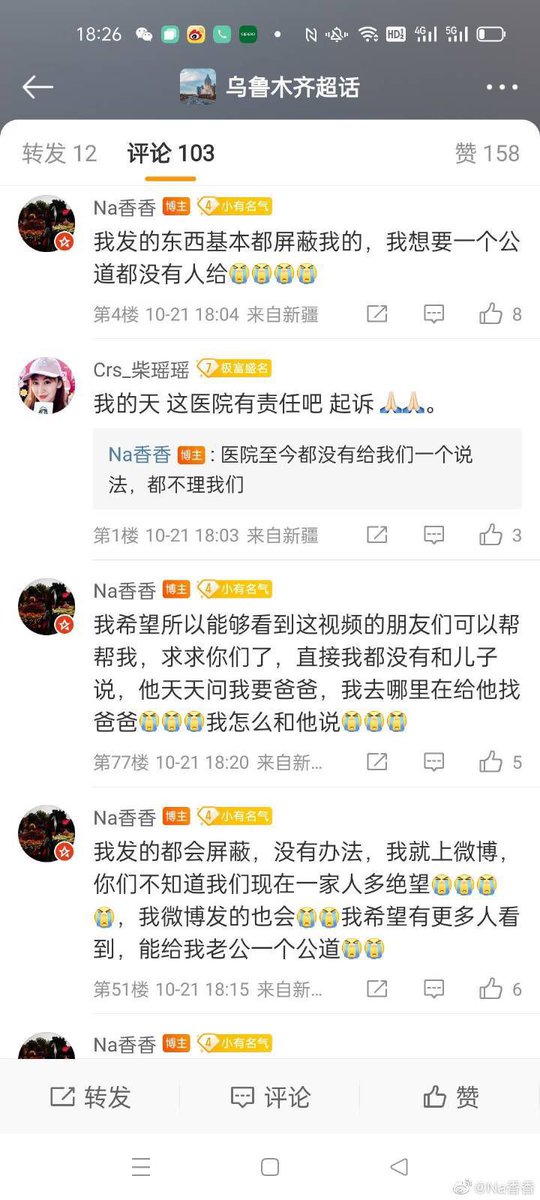 18:26
HD1 4G 5G
乌鲁木齐超话
转发 12 评论 103 赞 158
Na香香 博主 4 小有名气
我发的东西基本都屏蔽我的，我想要一个公
道都没有人给😭😭😭😭
第4楼 10-21 18:04 来自新疆 8
Crs_柴瑶瑶 7 极富盛名
我的天 这医院有责任吧 起诉 🙏🏻🙏🏻。
Na香香 博主 : 医院至今都没有给我们一个说
法，都不理我们
第1楼 10-21 18:03 来自新疆 3
Na香香 博主 4 小有名气
我希望所以能够看到这视频的朋友们可以帮
帮我，求求你们了，直接我都没有和儿子
说，他天天问我要爸爸，我去哪里在给他找
爸爸😭😭😭我怎么和他说😭😭😭
第77楼 10-21 18:20 来自新... 5
Na香香 博主 4 小有名气
我发的都会屏蔽，没有办法，我就上微博，
你们不知道我们现在一家人多绝望😭😭😭
😭，我微博发的也会😭😭我希望有更多人看
到，能给我老公一个公道😭😭
第51楼 10-21 18:15 来自新... 6
Na香香 博主 4 小有名气
转发 评论 赞
@Na香香